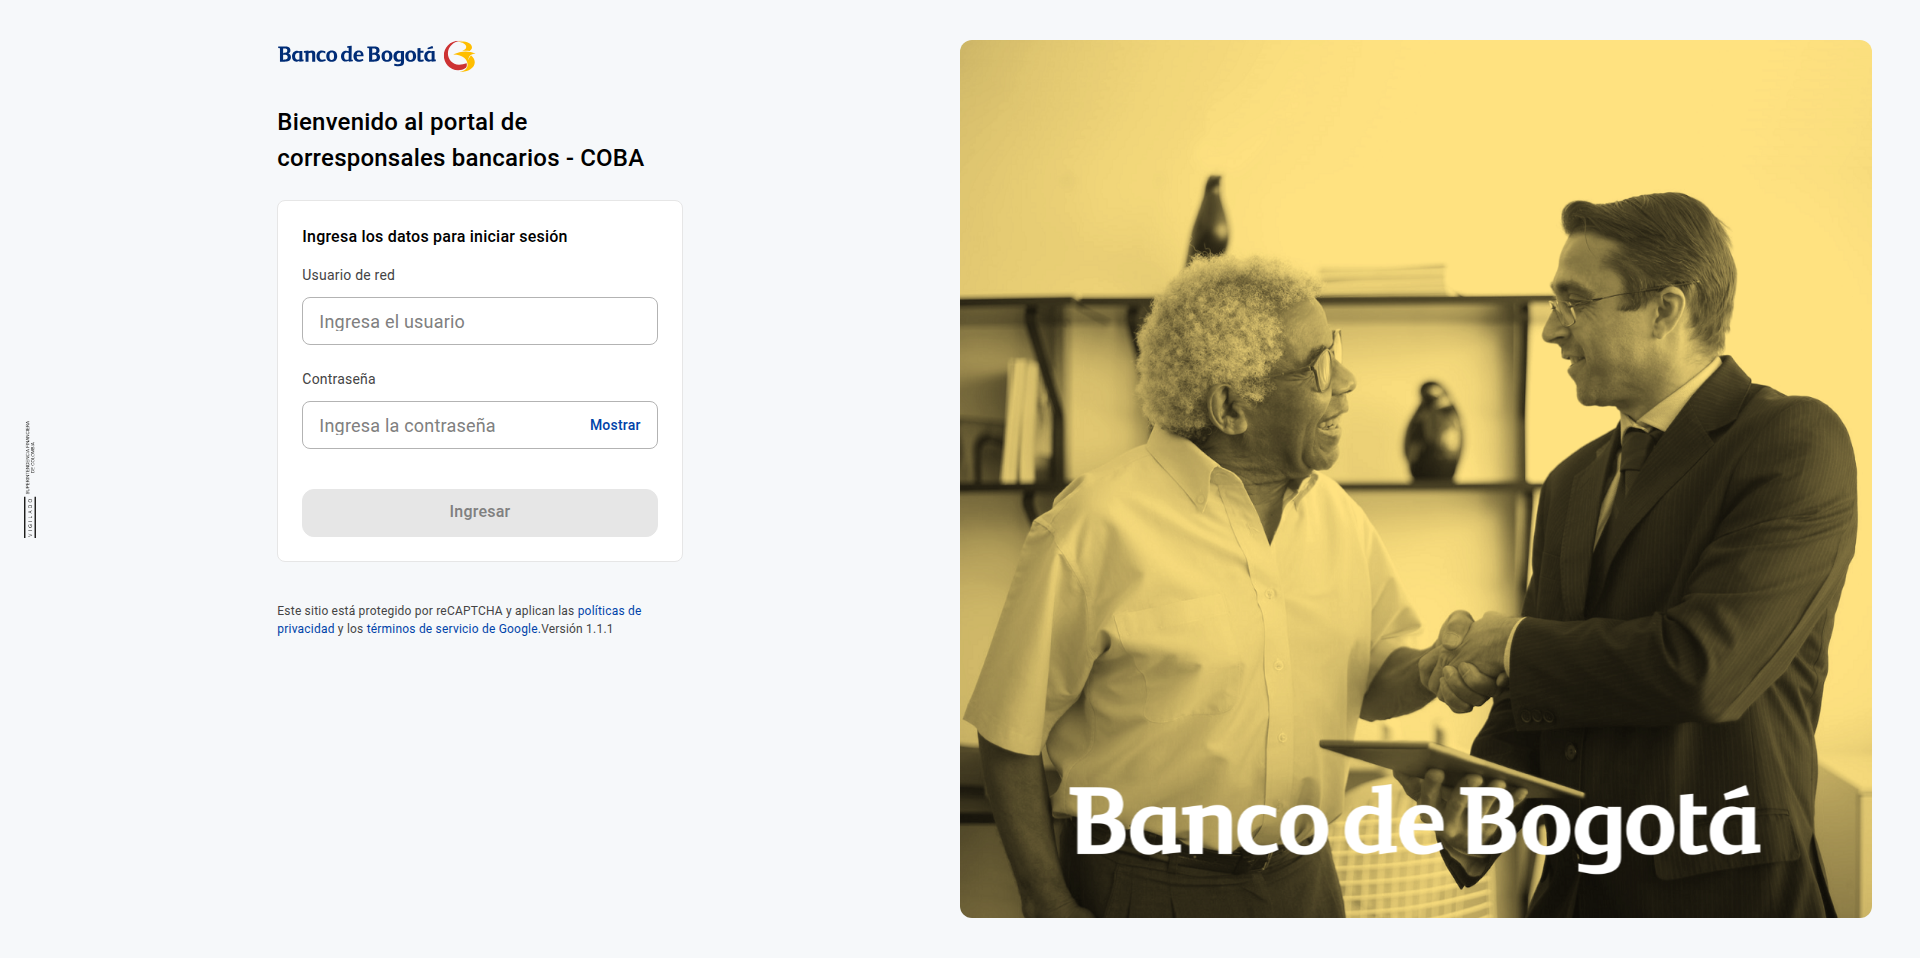 Banco de Bogotá
Bienvenido al portal de
corresponsales bancarios - COBA
Ingresa los datos para iniciar sesión
Usuario de red
Ingresa el usuario
Contraseña
Ingresa la contraseña
Mostrar
Ingresar
Este sitio está protegido por reCAPTCHA y aplican las políticas de
privacidad y los términos de servicio de Google.Versión 1.1.1
VIGILADO
SUPERINTENDENCIA FINANCIERA
DE COLOMBIA
Banco de Bogotá